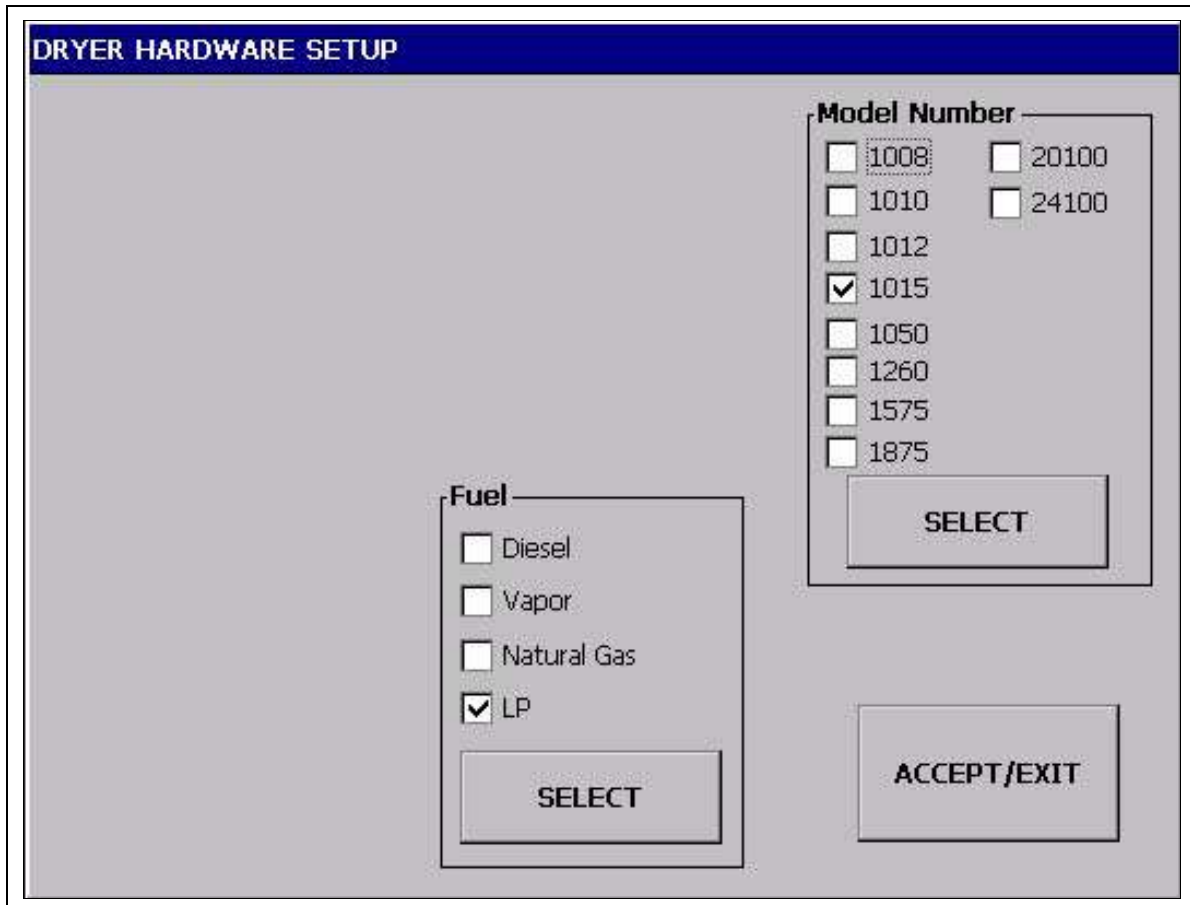 DRYER HARDWARE SETUP
Model Number
1008 20100
1010 24100
1012
1015
1050
1260
1575
1875
SELECT
Fuel
Diesel
Vapor
Natural Gas
LP
SELECT
ACCEPT/EXIT